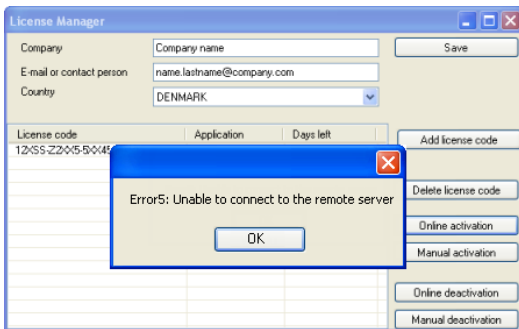 License Manager
Company
Company name
Save
E-mail or contact person
name.lastname@company.com
Country
DENMARK
License code
Application
Days left
Add license code
Error5: Unable to connect to the remote server
OK
Delete license code
Online activation
Manual activation
Online deactivation
Manual deactivation